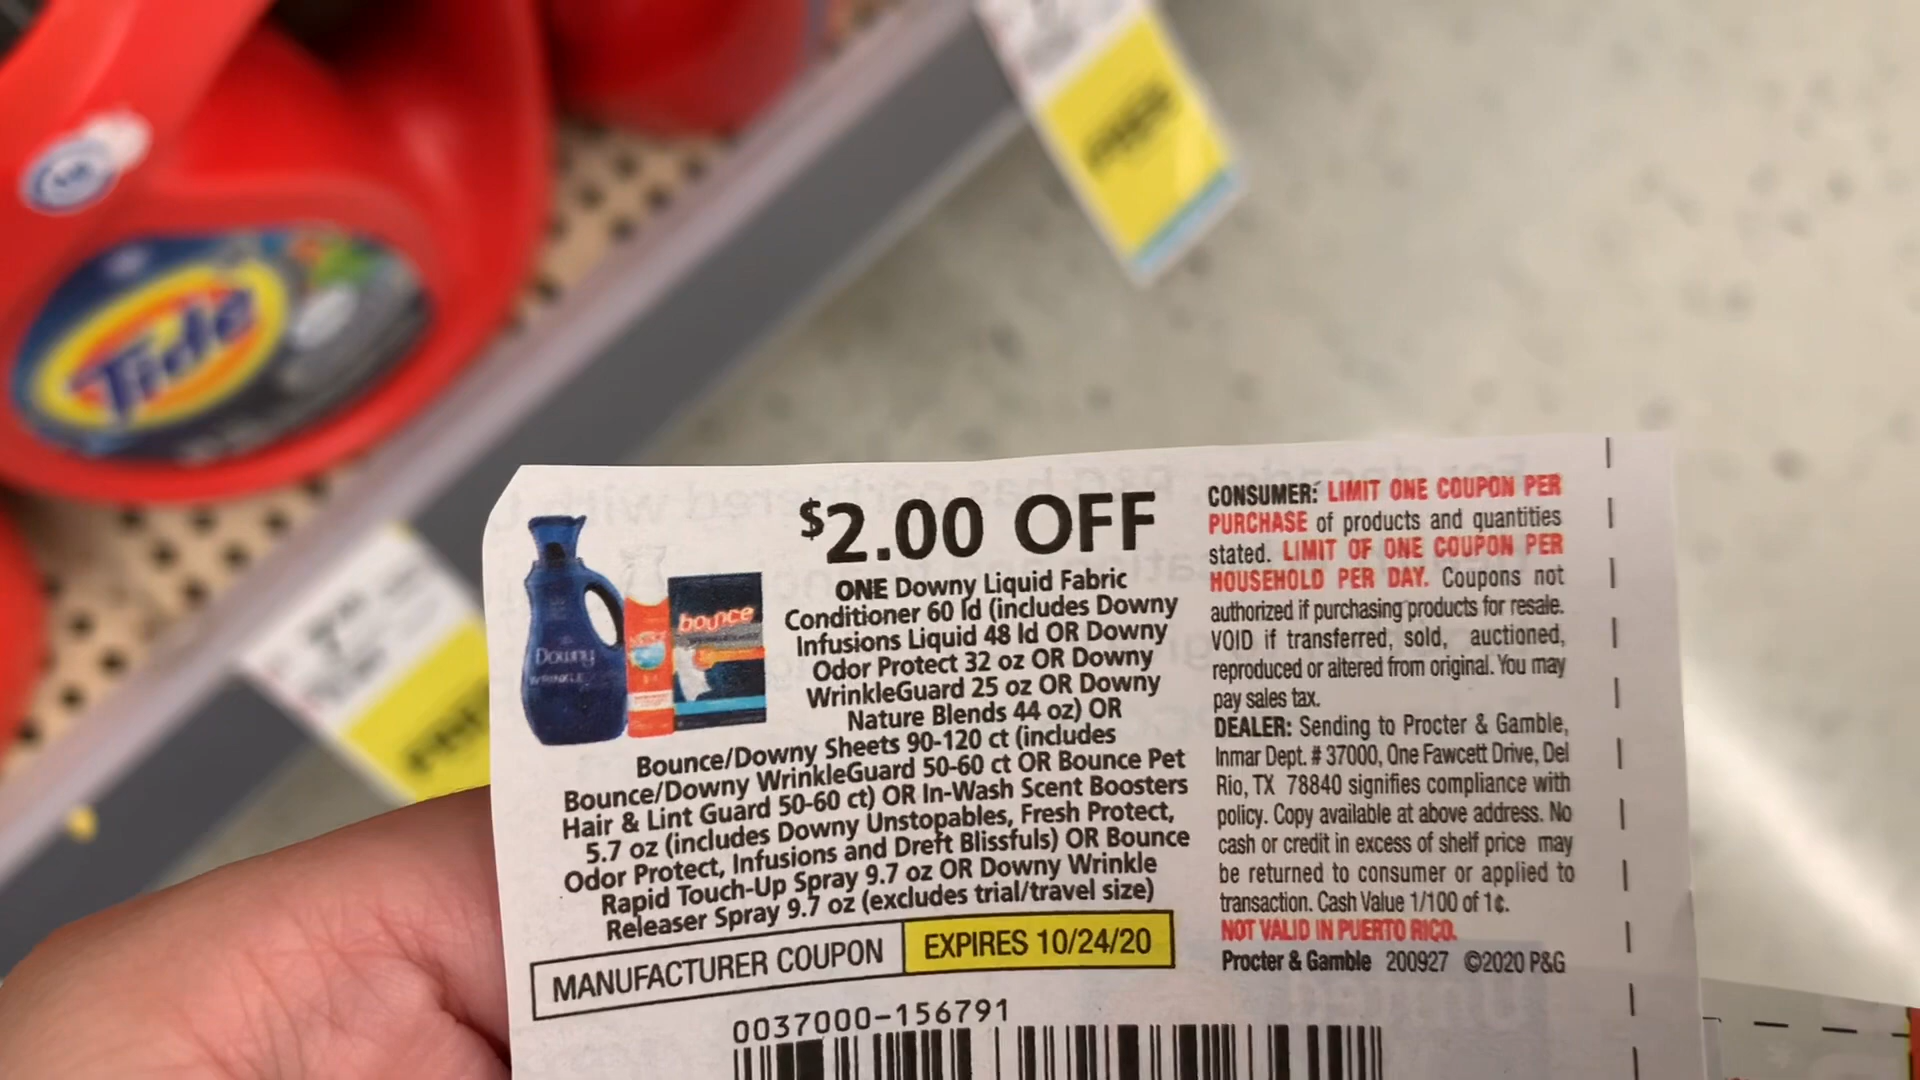 Tide
$2.00 OFF
ONE Downy Liquid Fabric
Conditioner 60 ld (includes Downy
Infusions Liquid 48 ld OR Downy
Odor Protect 32 oz OR Downy
WrinkleGuard 25 oz OR Downy
Nature Blends 44 oz) OR
Bounce/Downy Sheets 90-120 ct (includes
Bounce/Downy WrinkleGuard 50-60 ct OR Bounce Pet
Hair & Lint Guard 50-60 ct) OR In-Wash Scent Boosters
5.7 oz (includes Downy Unstopables, Fresh Protect,
Odor Protect, Infusions and Dreft Blissfuls) OR Bounce
Rapid Touch-Up Spray 9.7 oz OR Downy Wrinkle
Releaser Spray 9.7 oz (excludes trial/travel size)
Downy
WRINKLE
bounce
MANUFACTURER COUPON
EXPIRES 10/24/20
0037000-156791
CONSUMER: LIMIT ONE COUPON PER
PURCHASE of products and quantities
stated. LIMIT OF ONE COUPON PER
HOUSEHOLD PER DAY. Coupons not
authorized if purchasing products for resale.
VOID if transferred, sold, auctioned,
reproduced or altered from original. You may
pay sales tax.
DEALER: Sending to Procter & Gamble,
Inmar Dept. # 37000, One Fawcett Drive, Del
Rio, TX 78840 signifies compliance with
policy. Copy available at above address. No
cash or credit in excess of shelf price may
be returned to consumer or applied to
transaction. Cash Value 1/100 of 1¢.
NOT VALID IN PUERTO RICO.
Procter & Gamble 200927 ©2020 P&G